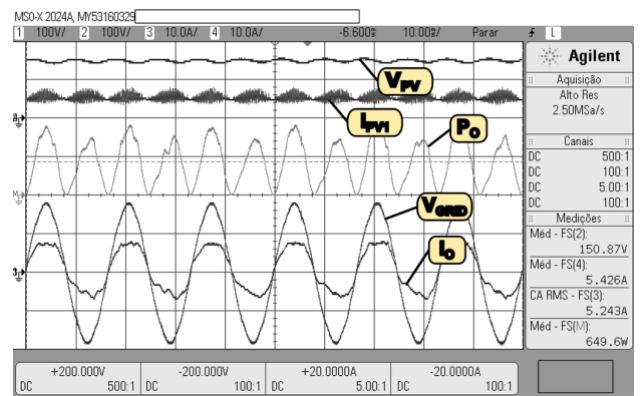 MSO-X 2024A, MY53160329
1 100V/ 2 100V/ 3 10.0A/ 4 10.0A/ -6.600s 10.00s/ Parar L
Agilent
Aquisição
Alto Res
2.50MSa/s
Canais
DC 500:1
DC 100:1
DC 5.00:1
DC 100:1
Medições
Méd - FS(2):
150.87V
Méd - FS(4):
5.426A
CA RMS - FS(3):
5.243A
Méd - FS(M):
649.6W
VPV
IPV1
PO
VGRID
IO
+200.000V -200.000V +20.0000A -20.0000A
DC 500:1 DC 100:1 DC 5.00:1 DC 100:1